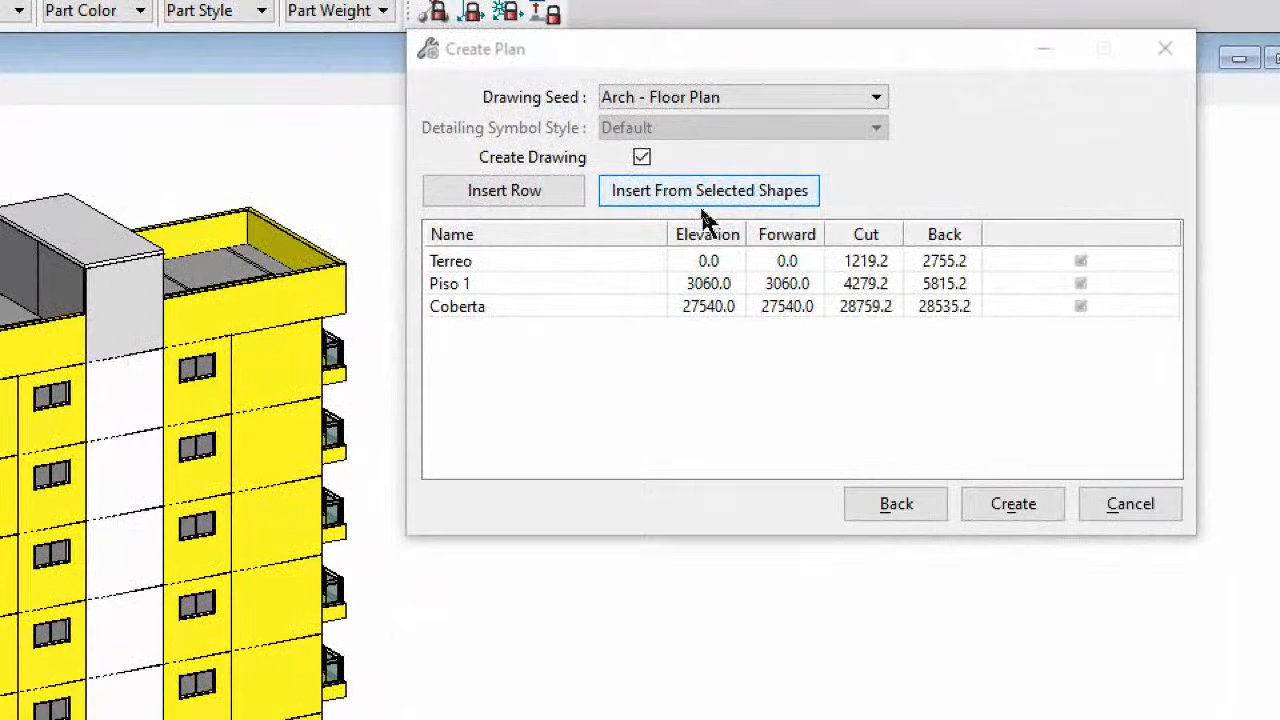 Part Color Part Style Part Weight
Create Plan
Drawing Seed : Arch - Floor Plan
Detailing Symbol Style : Default
Create Drawing
Insert Row Insert From Selected Shapes
Name Elevation Forward Cut Back
Terreo 0.0 0.0 1219.2 2755.2
Piso 1 3060.0 3060.0 4279.2 5815.2
Coberta 27540.0 27540.0 28759.2 28535.2
Back Create Cancel